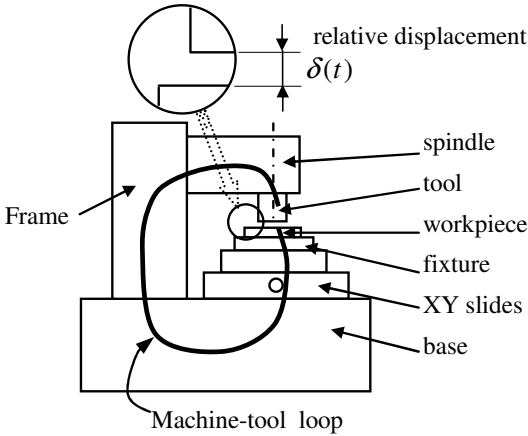 relative displacement
δ(t)
spindle
tool
Frame
workpiece
fixture
XY slides
base
Machine-tool loop